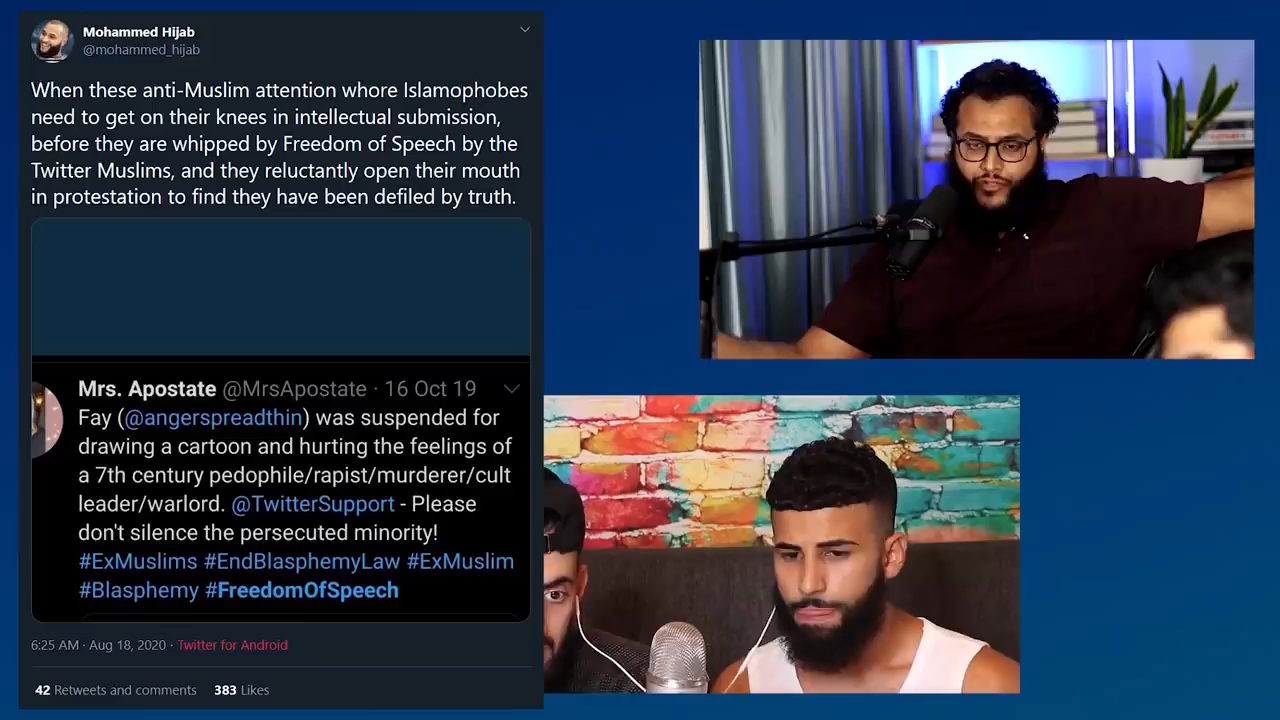 Mohammed Hijab
@mohammed_hijab
When these anti-Muslim attention whore Islamophobes
need to get on their knees in intellectual submission,
before they are whipped by Freedom of Speech by the
Twitter Muslims, and they reluctantly open their mouth
in protestation to find they have been defiled by truth.
Mrs. Apostate @MrsApostate · 16 Oct 19
Fay (@angerspreadthin) was suspended for
drawing a cartoon and hurting the feelings of
a 7th century pedophile/rapist/murderer/cult
leader/warlord. @TwitterSupport - Please
don't silence the persecuted minority!
#ExMuslims #EndBlasphemyLaw #ExMuslim
#Blasphemy #FreedomOfSpeech
6:25 AM · Aug 18, 2020 · Twitter for Android
42 Retweets and comments 383 Likes